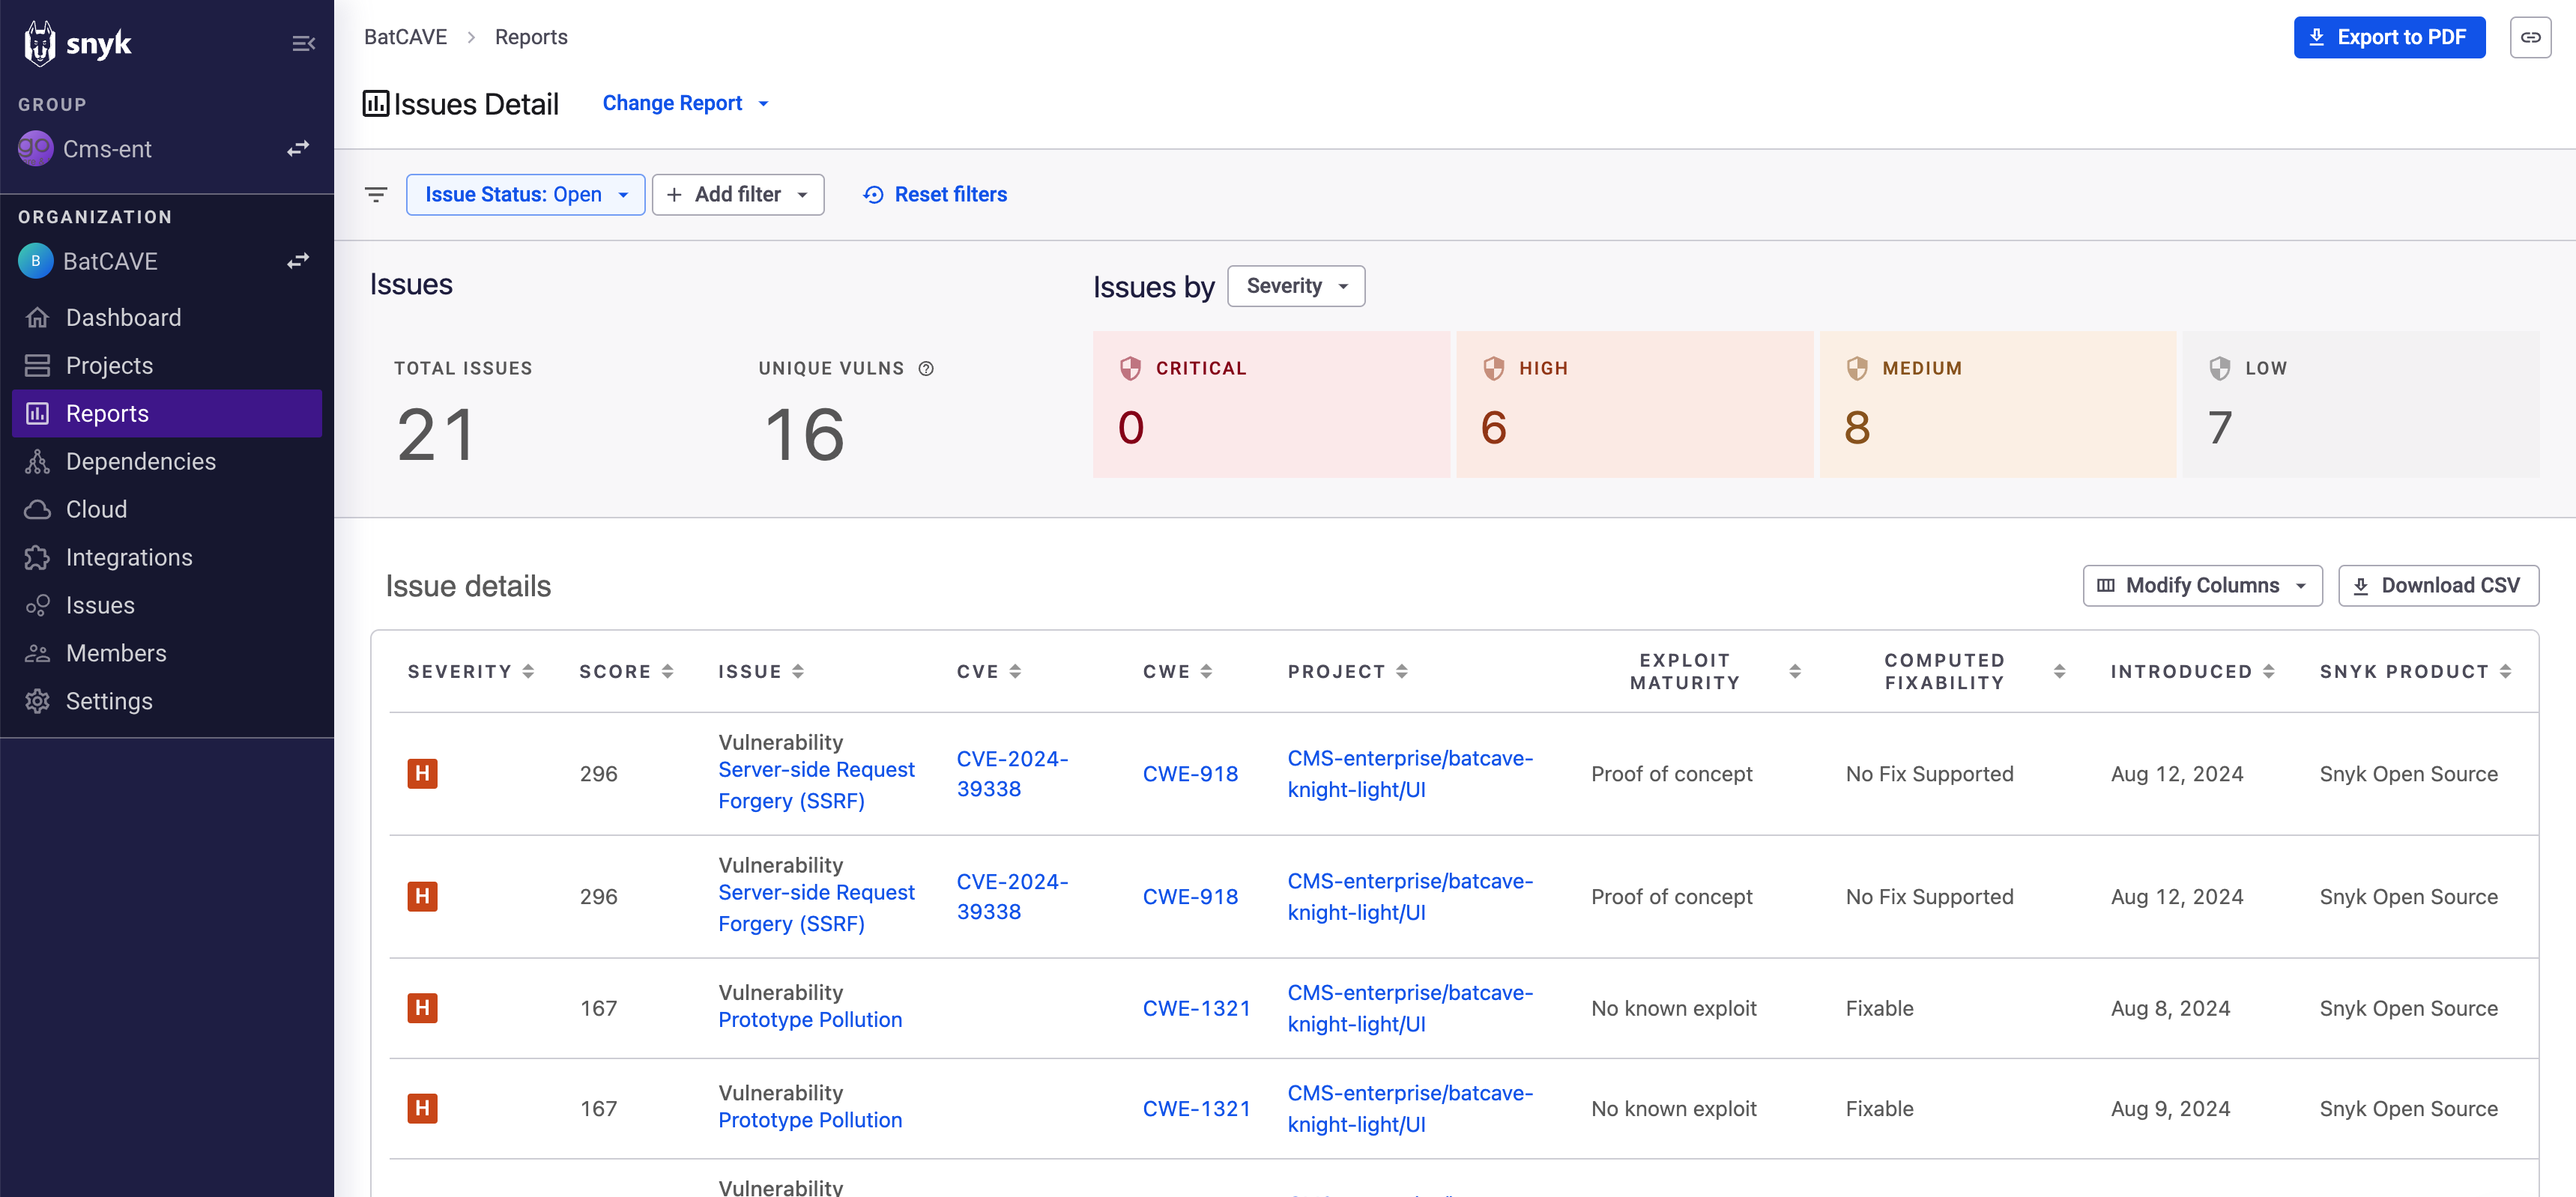 snyk
GROUP
go
Cms-ent
ORGANIZATION
B
BatCAVE
Dashboard
Projects
Reports
Dependencies
Cloud
Integrations
Issues
Members
Settings
BatCAVE > Reports
Export to PDF
Issues Detail
Change Report
Issue Status: Open
+ Add filter
Reset filters
Issues
TOTAL ISSUES
21
UNIQUE VULNS ?
16
Issues by Severity
CRITICAL
0
HIGH
6
MEDIUM
8
LOW
7
Issue details
Modify Columns
Download CSV
SEVERITY SCORE ISSUE CVE CWE PROJECT EXPLOIT MATURITY COMPUTED FIXABILITY INTRODUCED SNYK PRODUCT
H
296
Vulnerability
Server-side Request
Forgery (SSRF)
CVE-2024-
39338
CWE-918
CMS-enterprise/batcave-
knight-light/UI
Proof of concept
No Fix Supported
Aug 12, 2024
Snyk Open Source
H
296
Vulnerability
Server-side Request
Forgery (SSRF)
CVE-2024-
39338
CWE-918
CMS-enterprise/batcave-
knight-light/UI
Proof of concept
No Fix Supported
Aug 12, 2024
Snyk Open Source
H
167
Vulnerability
Prototype Pollution
CWE-1321
CMS-enterprise/batcave-
knight-light/UI
No known exploit
Fixable
Aug 8, 2024
Snyk Open Source
H
167
Vulnerability
Prototype Pollution
CWE-1321
CMS-enterprise/batcave-
knight-light/UI
No known exploit
Fixable
Aug 9, 2024
Snyk Open Source
Vulnerability